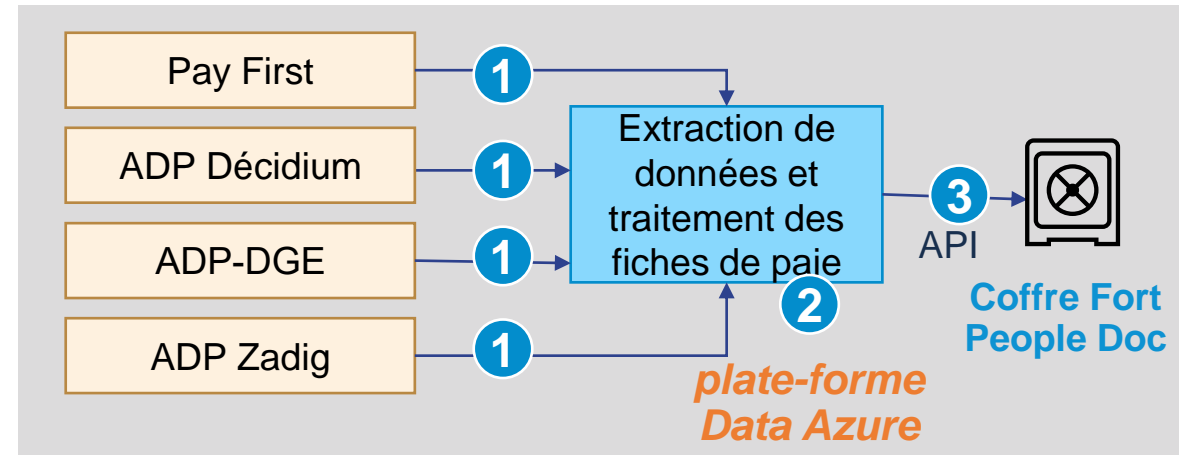 Pay First
1
ADP Décidium
1
ADP-DGE
1
ADP Zadig
1
Extraction de
données et
traitement des
fiches de paie
2
plate-forme
Data Azure
3
API
Coffre Fort
People Doc